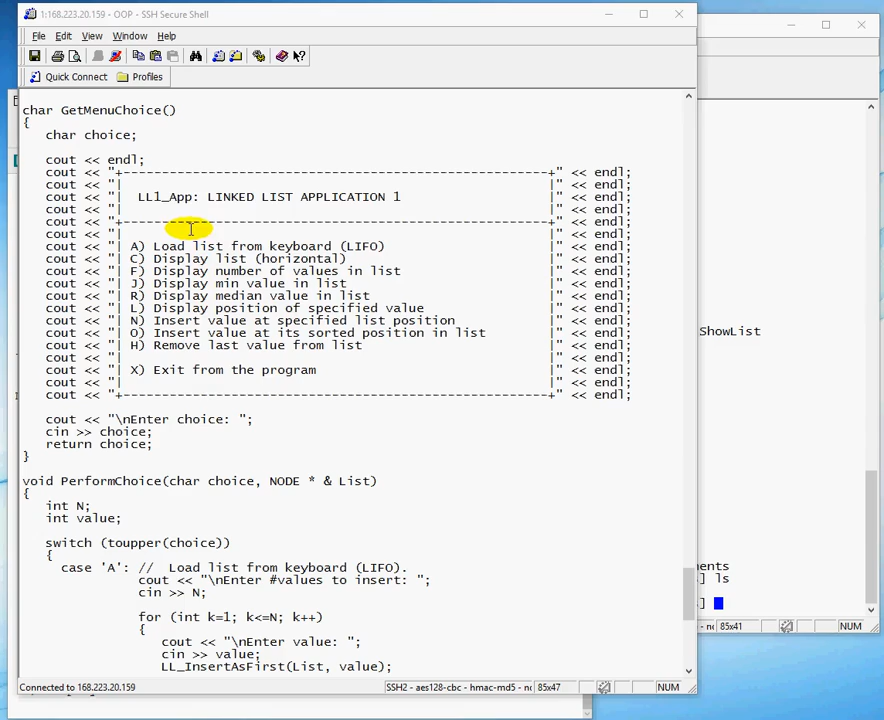 1:168.223.20.159 - OOP - SSH Secure Shell
File Edit View Window Help
Quick Connect Profiles
char GetMenuChoice()
{
char choice;
cout << endl;
cout << "+-------------------------------------------------------+" << endl;
cout << "| |" << endl;
cout << "| LL1_App: LINKED LIST APPLICATION 1 |" << endl;
cout << "| |" << endl;
cout << "+-------------------------------------------------------+" << endl;
cout << "| |" << endl;
cout << "| A) Load list from keyboard (LIFO) |" << endl;
cout << "| C) Display list (horizontal) |" << endl;
cout << "| F) Display number of values in list |" << endl;
cout << "| J) Display min value in list |" << endl;
cout << "| R) Display median value in list |" << endl;
cout << "| L) Display position of specified value |" << endl;
cout << "| N) Insert value at specified list position |" << endl;
cout << "| O) Insert value at its sorted position in list |" << endl;
cout << "| H) Remove last value from list |" << endl;
cout << "| |" << endl;
cout << "| X) Exit from the program |" << endl;
cout << "| |" << endl;
cout << "+-------------------------------------------------------+" << endl;
cout << "\nEnter choice: ";
cin >> choice;
return choice;
}
void PerformChoice(char choice, NODE * & List)
{
int N;
int value;
switch (toupper(choice))
{
case 'A': // Load list from keyboard (LIFO).
cout << "\nEnter #values to insert: ";
cin >> N;
for (int k=1; k<=N; k++)
{
cout << "\nEnter value: ";
cin >> value;
LL_InsertAsFirst(List, value);
Connected to 168.223.20.159 SSH2 - aes128-cbc - hmac-md5 - nc 85x47 NUM
ShowList
ents
] ls
]
85x41 NUM